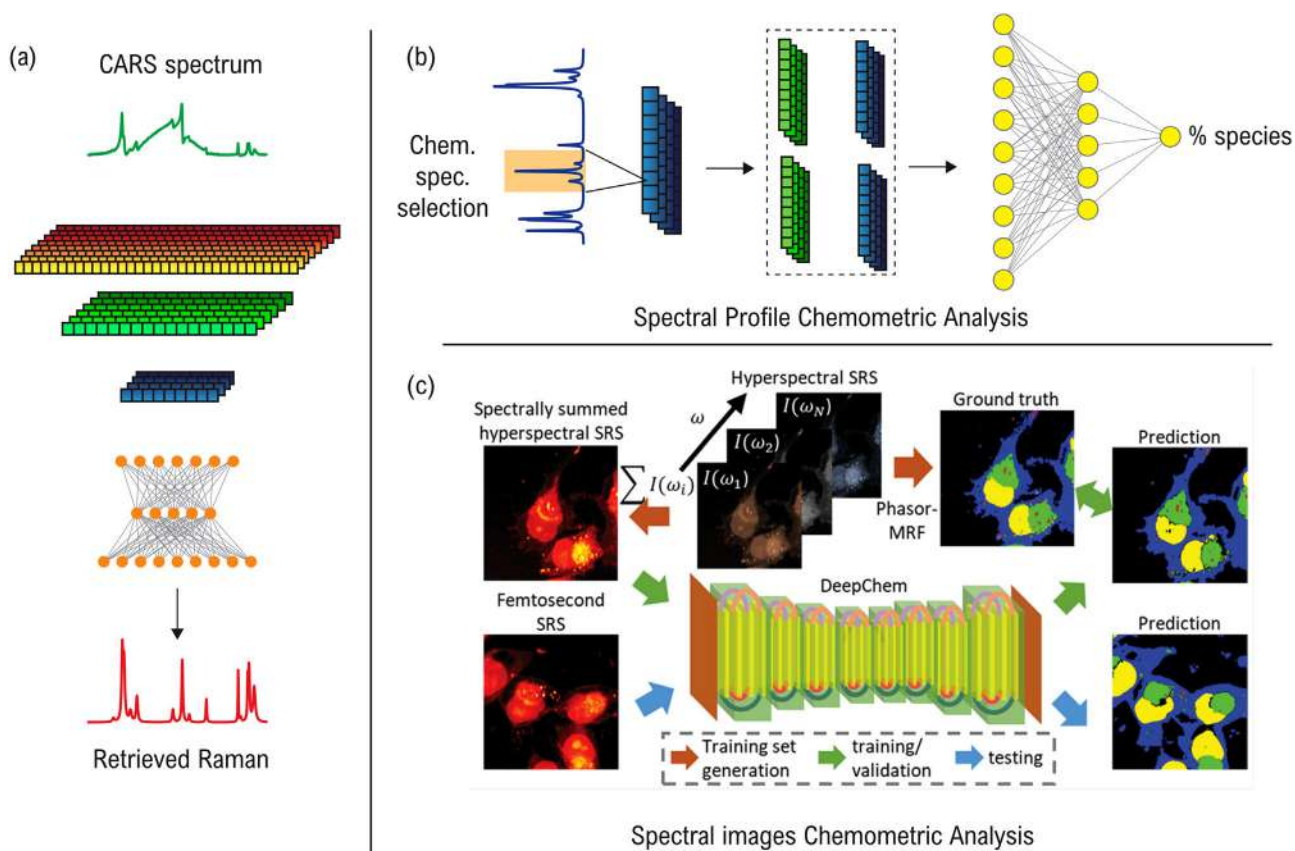 (a)
CARS spectrum
Retrieved Raman
(b)
Chem.
spec.
selection
% species
Spectral Profile Chemometric Analysis
(c)
Hyperspectral SRS
Spectrally summed
hyperspectral SRS
ω
I(ω_N)
I(ω_2)
I(ω_1)
∑ I(ω_i)
Ground truth
Phasor-
MRF
Prediction
DeepChem
Femtosecond
SRS
Prediction
Training set
generation
training/
validation
testing
Spectral images Chemometric Analysis